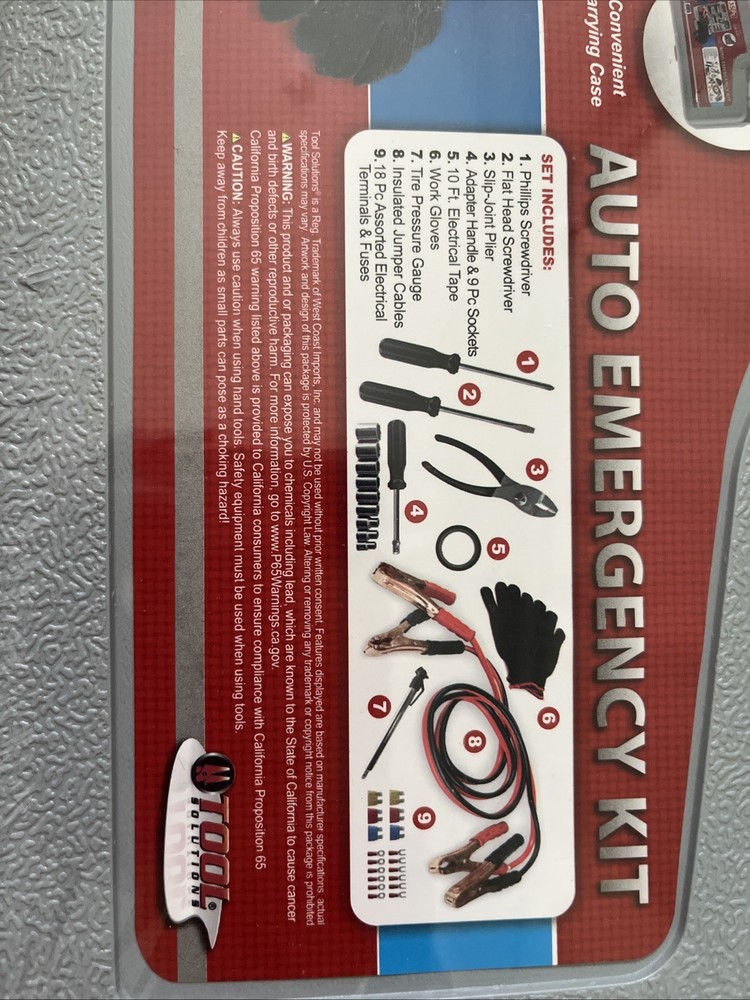 Convenient
arrying Case
AUTO EMERGENCY KIT
SET INCLUDES:
1. Phillips Screwdriver
2. Flat Head Screwdriver
3. Slip-Joint Plier
4. Adapter Handle & 9 Pc Sockets
5. 10 Ft. Electrical Tape
6. Work Gloves
7. Tire Pressure Gauge
8. Insulated Jumper Cables
9. 18 Pc Assorted Electrical
Terminals & Fuses
1
2
3
4
5
6
7
8
9
Tool Solutions® is a Reg. Trademark of West Coast Imports, Inc. and may not be used without prior written consent. Features displayed are based on manufacturer specifications, actual
specifications may vary. Artwork and design of this package is protected by U.S. Copyright Law. Altering or removing any trademark or copyright notice from this package is prohibited
WARNING: This product and or packaging can expose you to chemicals including lead, which are known to the State of California to cause cancer
and birth defects or other reproductive harm. For more information, go to www.P65Warnings.ca.gov.
California Proposition 65 warning listed above is provided to California consumers to ensure compliance with California Proposition 65
CAUTION: Always use caution when using hand tools. Safety equipment must be used when using tools.
Keep away from children as small parts can pose as a choking hazard!
TOOL®
SOLUTIONS